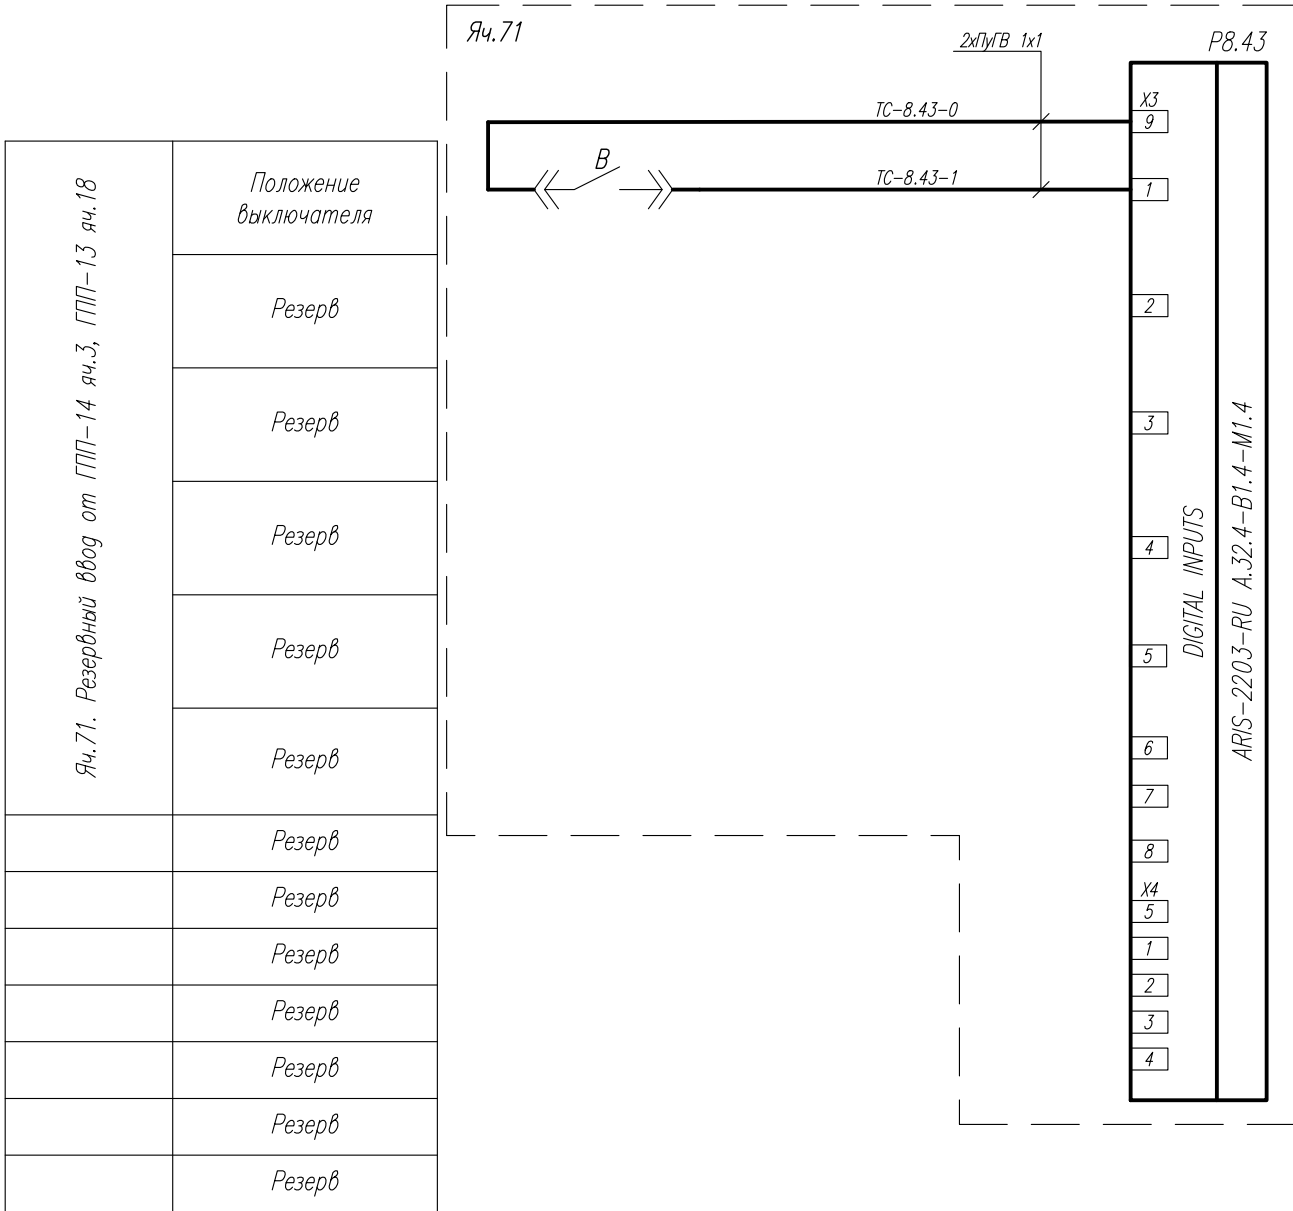 Яч.71
2хПуГВ 1х1
Р8.43
ТС-8.43-0
Х3
9
В
ТС-8.43-1
1
2
3
4
5
6
7
8
Х4
5
1
2
3
4
DIGITAL INPUTS
ARIS-2203-RU A.32.4-B1.4-M1.4
Яч.71. Резервный ввод от ГПП-14 яч.3, ГПП-13 яч.18
Положение
выключателя
Резерв
Резерв
Резерв
Резерв
Резерв
Резерв
Резерв
Резерв
Резерв
Резерв
Резерв
Резерв